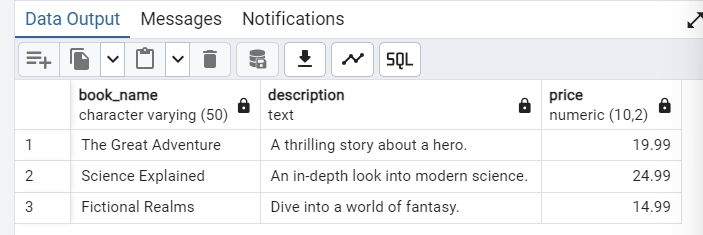 Data Output Messages Notifications
SQL
book_name description price
character varying (50) text numeric (10,2)
1 The Great Adventure A thrilling story about a hero. 19.99
2 Science Explained An in-depth look into modern science. 24.99
3 Fictional Realms Dive into a world of fantasy. 14.99